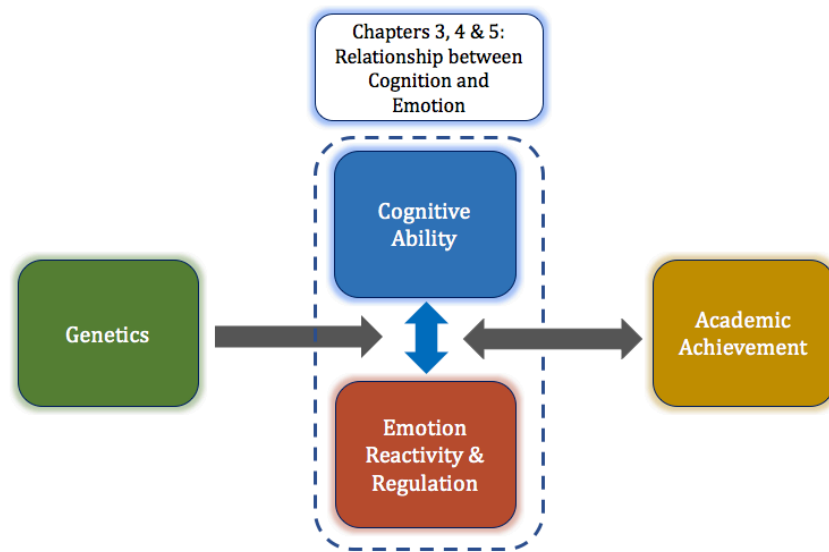 Chapters 3, 4 & 5:
Relationship between
Cognition and
Emotion
Cognitive
Ability
Genetics
Academic
Achievement
Emotion
Reactivity &
Regulation